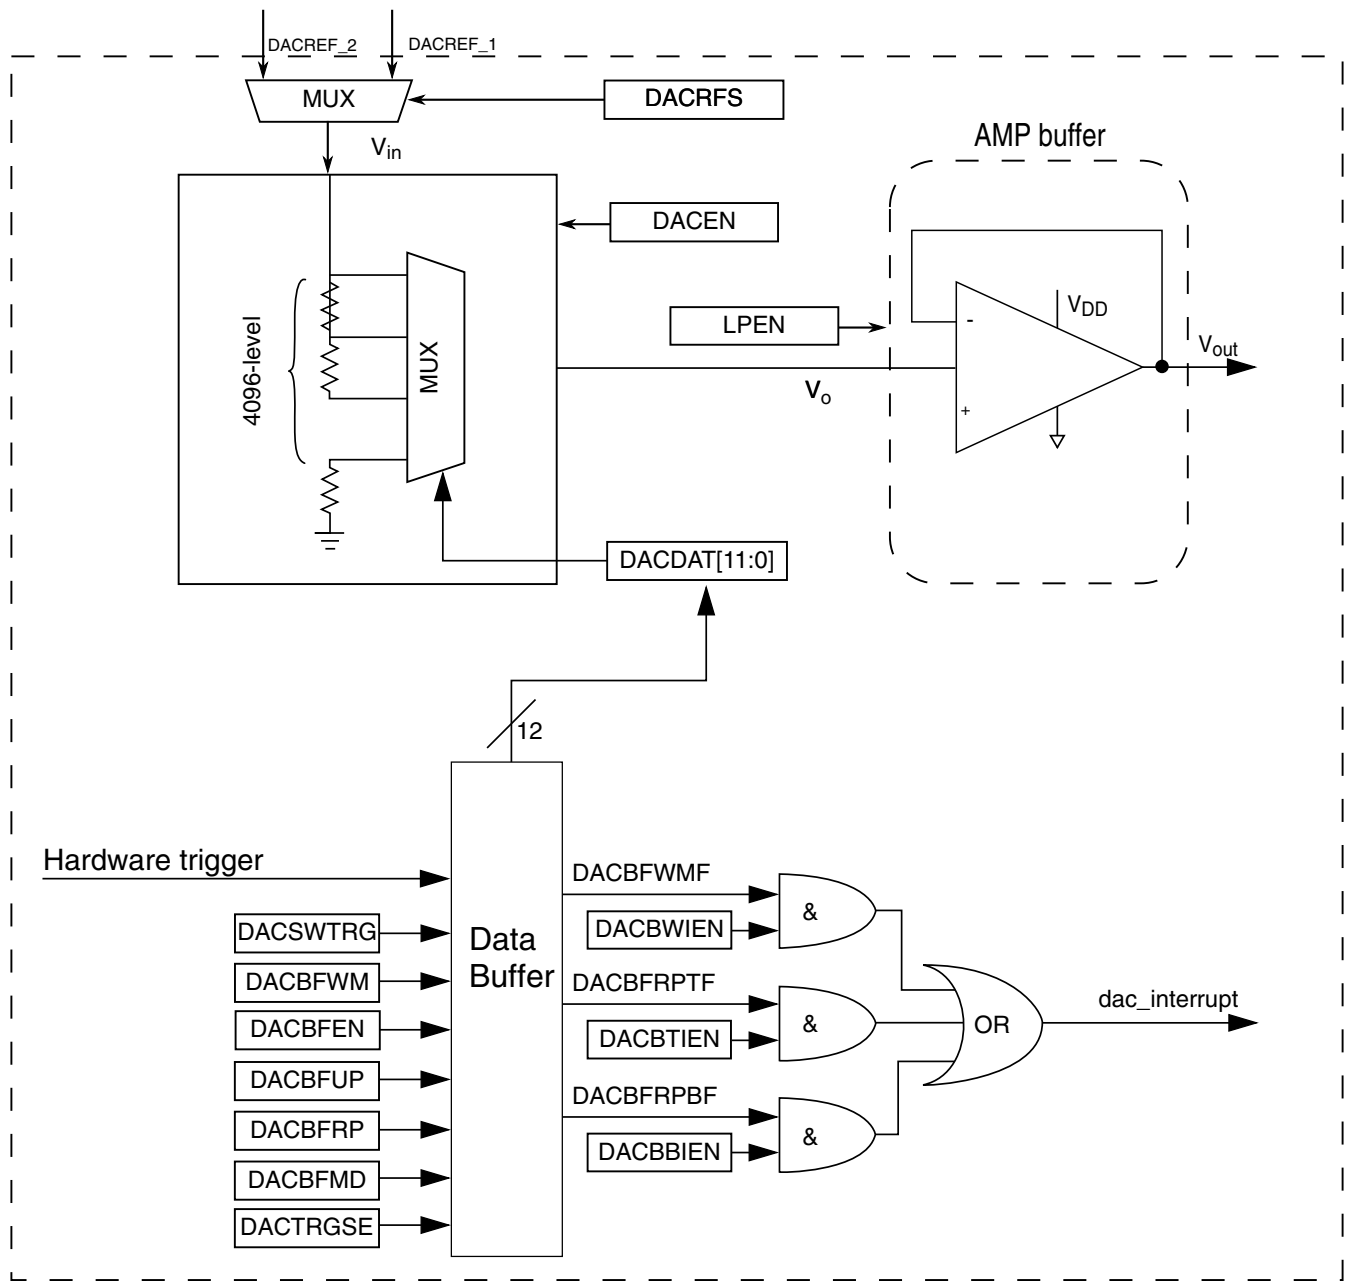 DACREF_2
DACREF_1
MUX
DACRFS
Vin
AMP buffer
DACEN
4096-level
MUX
LPEN
-
VDD
Vout
Vo
+
DACDAT[11:0]
12
Hardware trigger
DACBFWMF
&
DACSWTRG
DACBWIEN
Data
Buffer
DACBFWM
DACBFRPTF
dac_interrupt
DACBFEN
DACBTIEN
&
OR
DACBFUP
DACBFRPBF
DACBFRP
DACBBIEN
&
DACBFMD
DACTRGSE